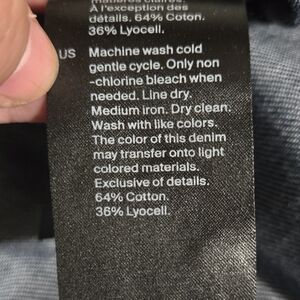 À l'exception des
détails. 64% Coton.
36% Lyocell.
US Machine wash cold
gentle cycle. Only non
-chlorine bleach when
needed. Line dry.
Medium iron. Dry clean.
Wash with like colors.
The color of this denim
may transfer onto light
colored materials.
Exclusive of details.
64% Cotton.
36% Lyocell.